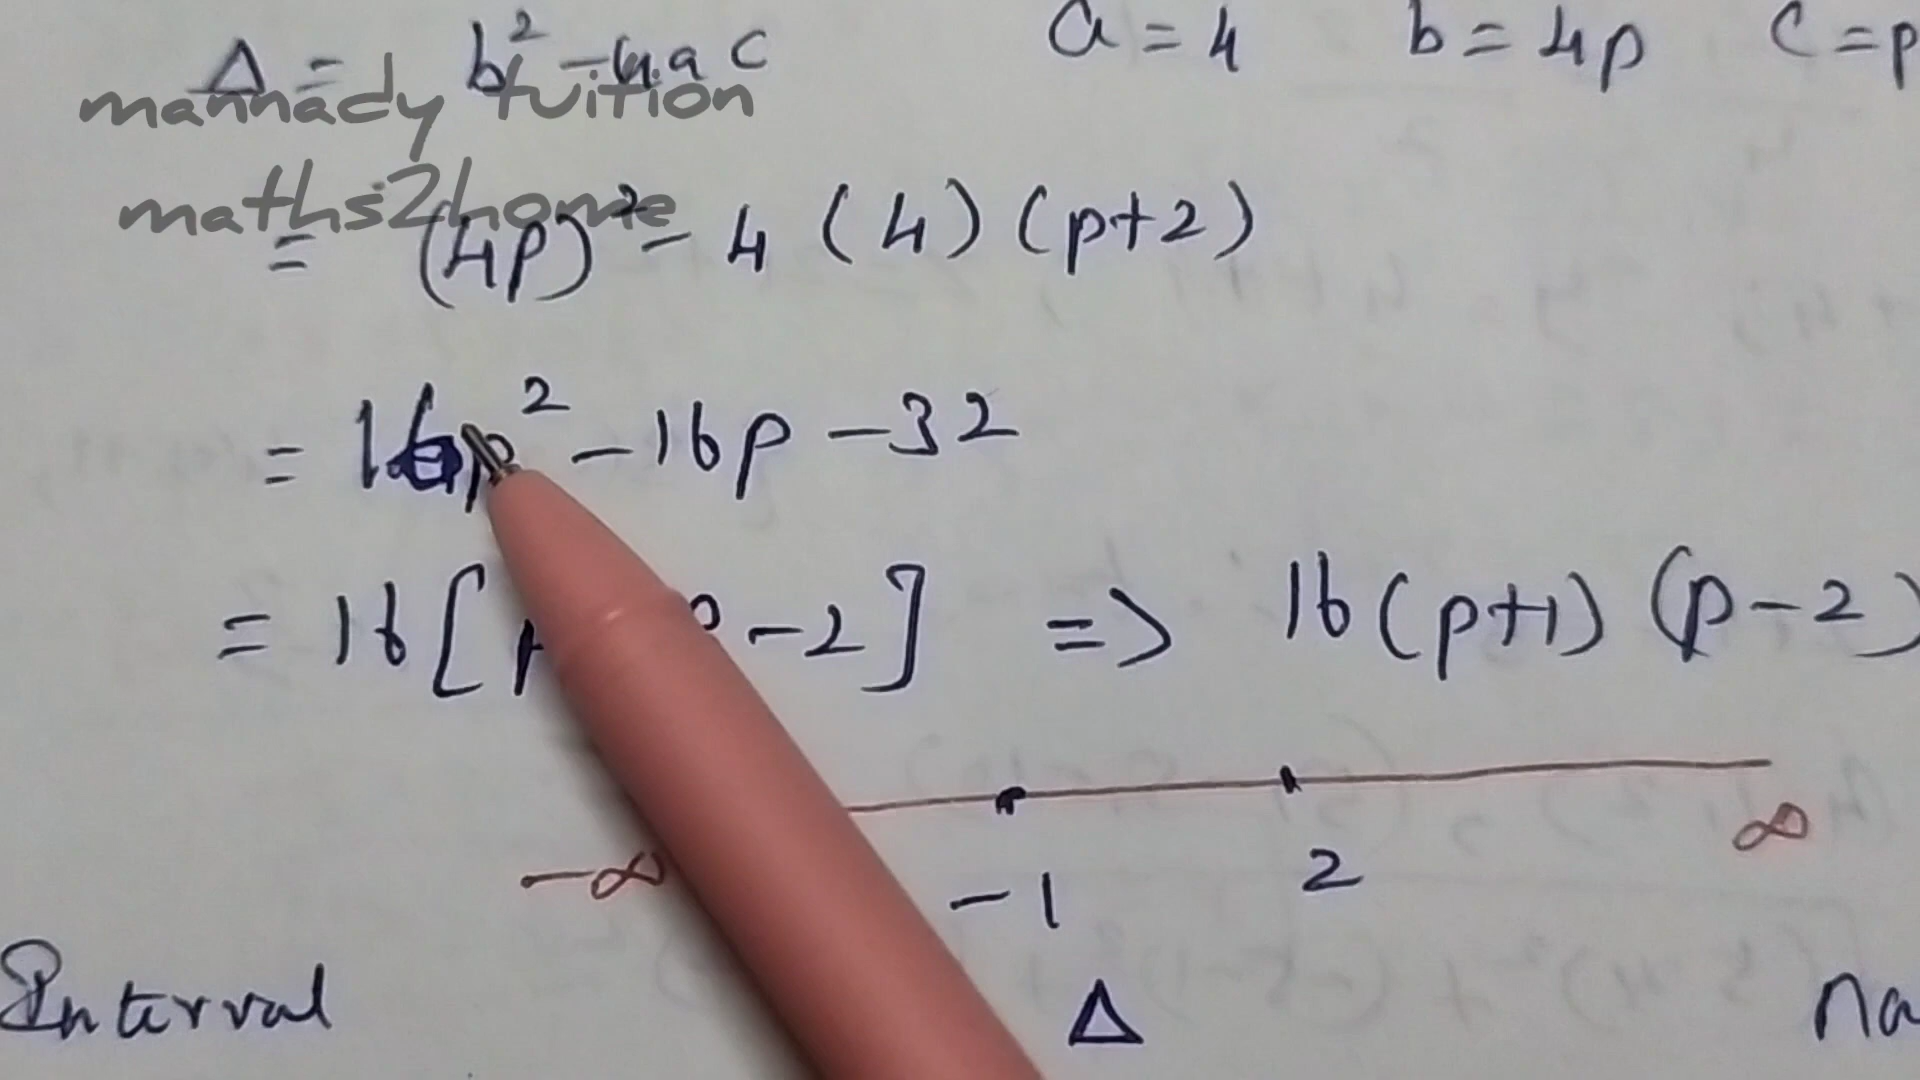 Δ = b² - 4ac a = 4 b = 4p c = p
mannady tuition
maths2home
= (4p)² - 4 (4) (p+2)
= 16p² - 16p - 32
= 16 [ p -2] => 16 (p+1) (p-2)
-∞ -1 2 ∞
Interval Δ Na